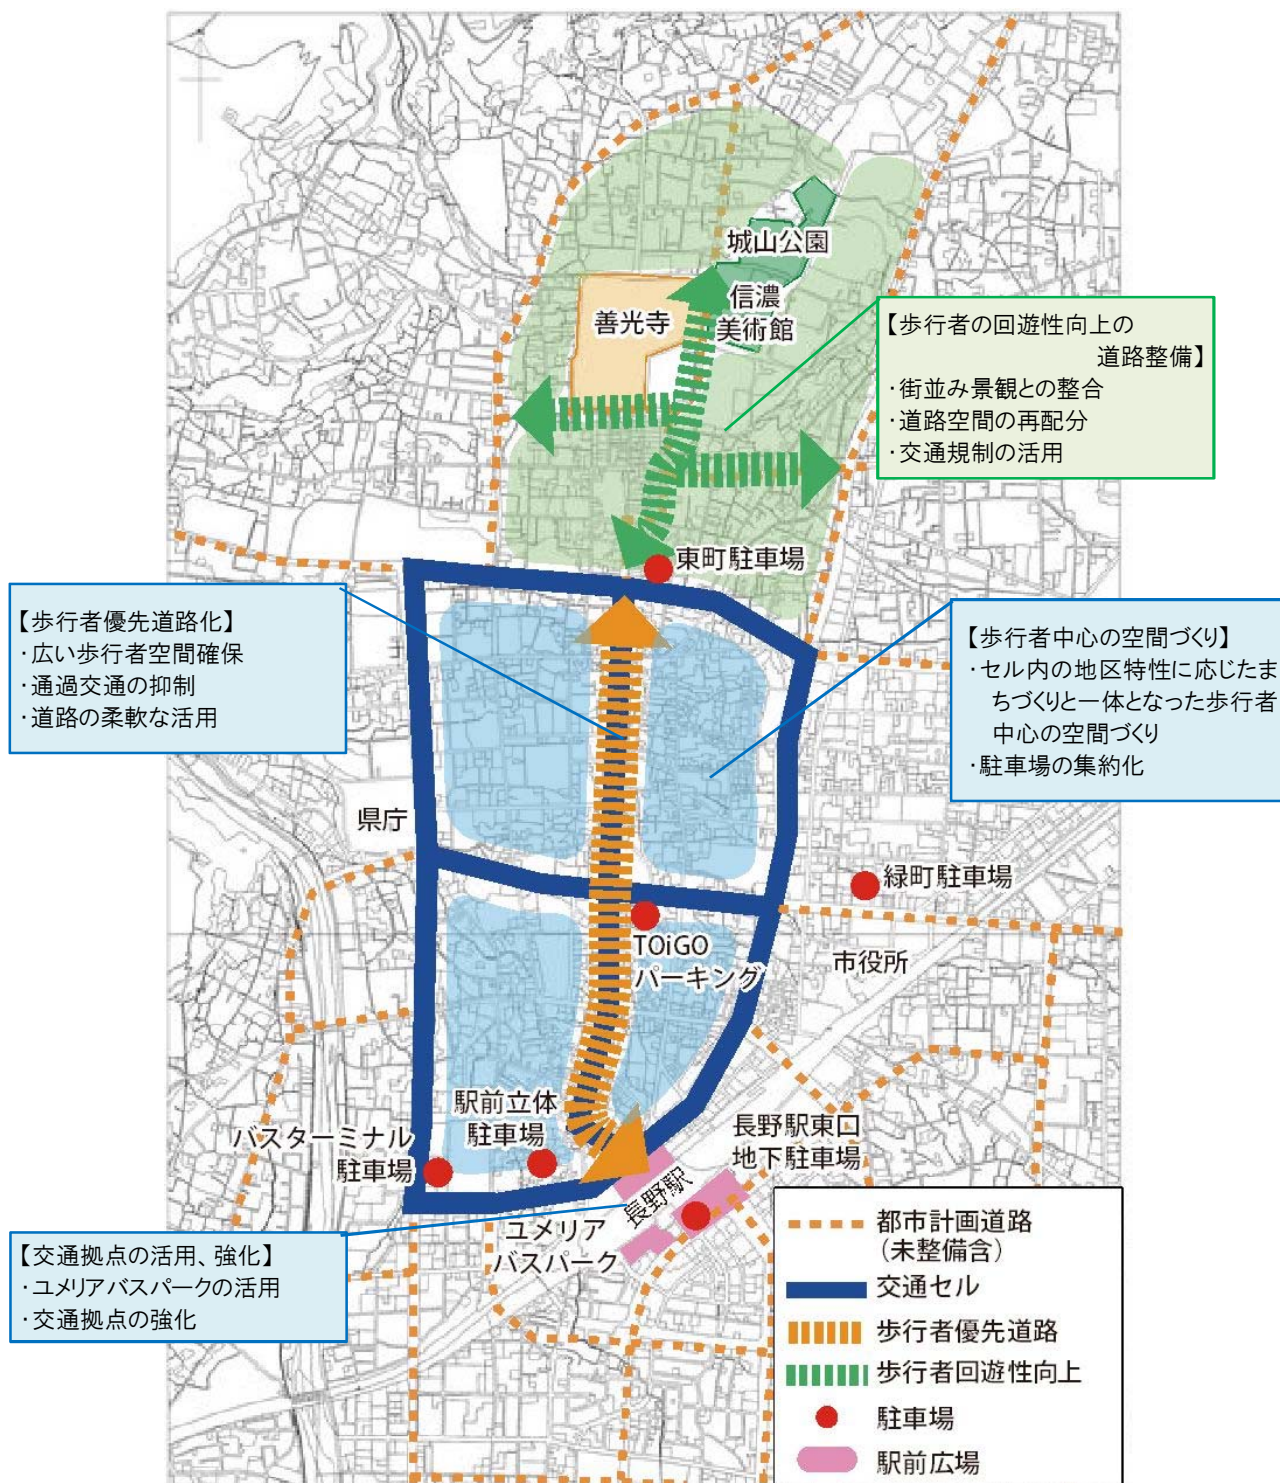 城山公園
信濃
美術館
善光寺
【歩行者の回遊性向上の
道路整備】
・街並み景観との整合
・道路空間の再配分
・交通規制の活用
東町駐車場
【歩行者優先道路化】
・広い歩行者空間確保
・通過交通の抑制
・道路の柔軟な活用
【歩行者中心の空間づくり】
・セル内の地区特性に応じたま
ちづくりと一体となった歩行者
中心の空間づくり
・駐車場の集約化
県庁
緑町駐車場
TOiGO
パーキング
市役所
駅前立体
駐車場
バスターミナル
駐車場
長野駅東口
地下駐車場
長野駅
ユメリア
バスパーク
【交通拠点の活用、強化】
・ユメリアバスパークの活用
・交通拠点の強化
都市計画道路
（未整備含）
交通セル
歩行者優先道路
歩行者回遊性向上
駐車場
駅前広場